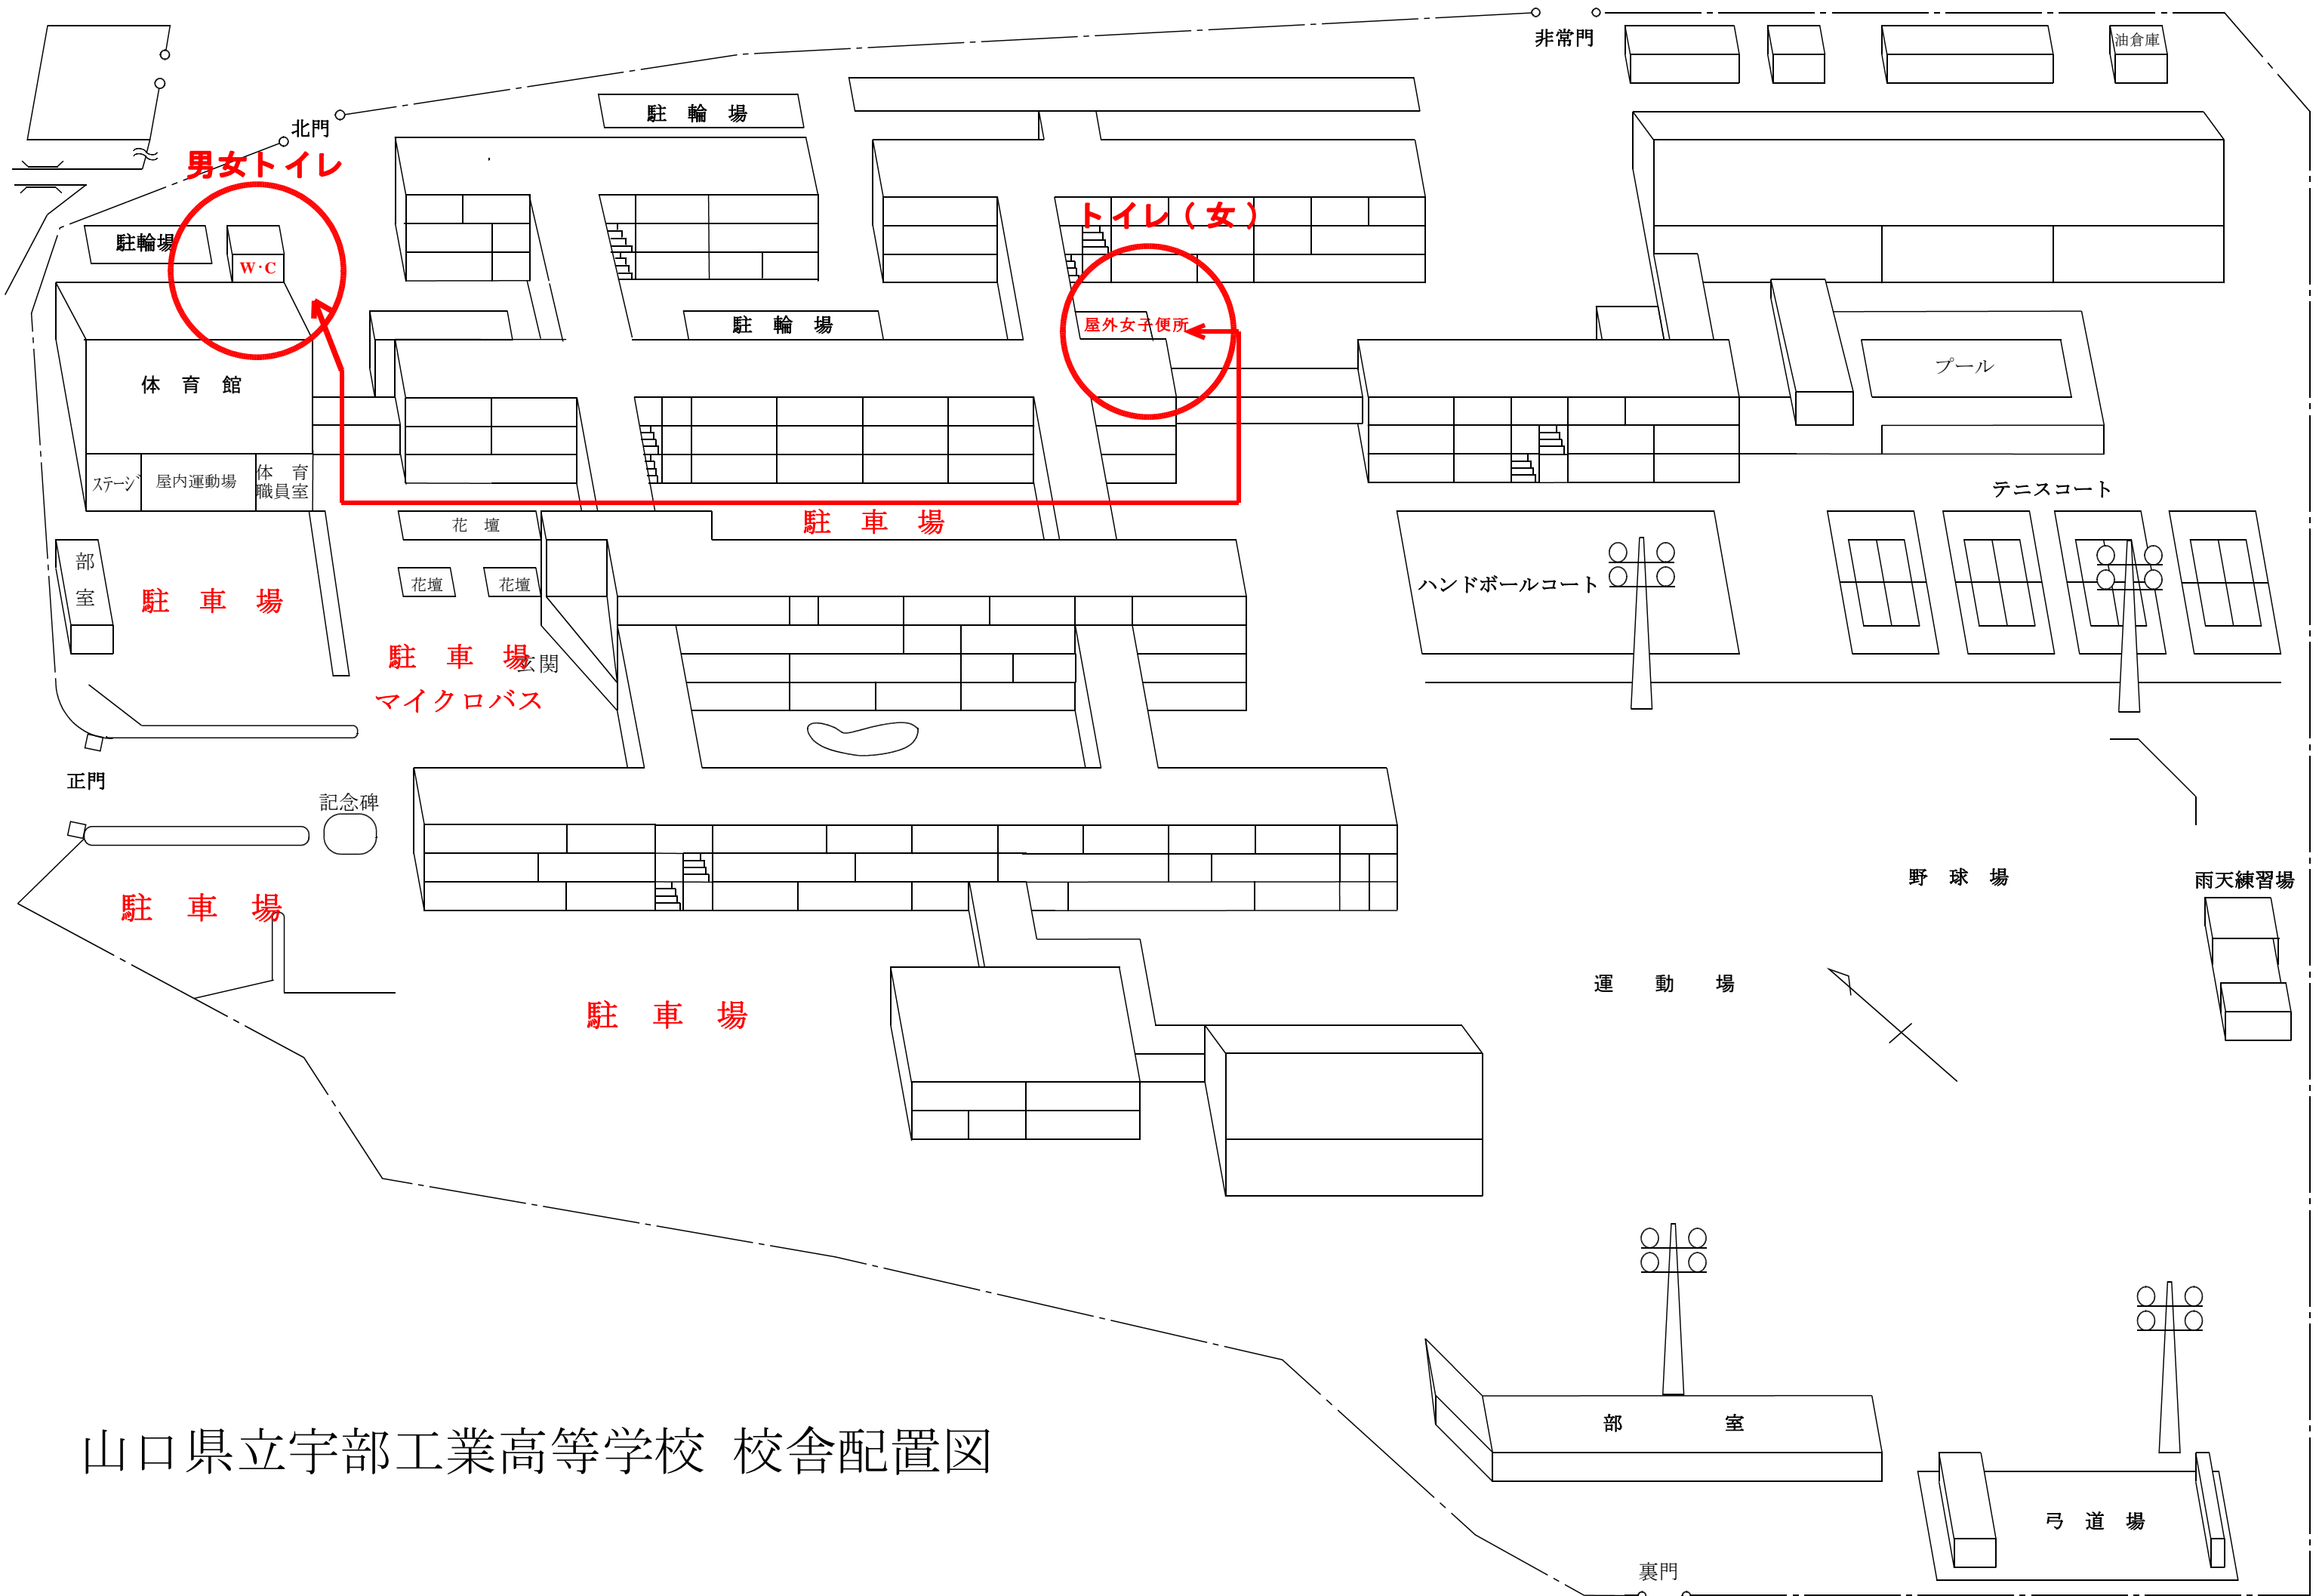 非常門
油倉庫
駐輪場
北門
男女トイレ
トイレ(女)
駐輪場
W·C
屋外女子便所
駐輪場
プール
体育館
ステージ
屋内運動場
体育
職員室
テニスコート
花壇
駐車場
部室
花壇
花壇
ハンドボールコート
駐車場
駐車場
玄関
マイクロバス
正門
記念碑
野球場
雨天練習場
駐車場
運動場
駐車場
部室
山口県立宇部工業高等学校 校舎配置図
弓道場
裏門